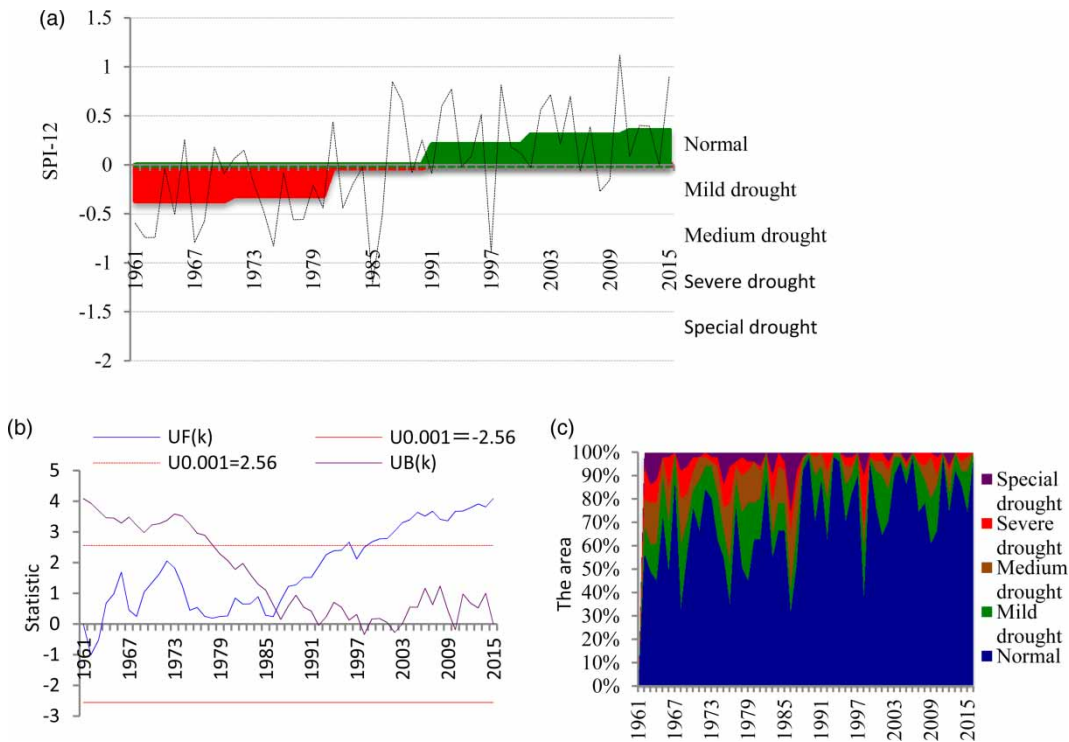 (a)
1.5
1
0.5
0
-0.5
-1
-1.5
-2
SPI-12
1961
1967
1973
1979
1985
1991
1997
2003
2009
2015
Normal
Mild drought
Medium drought
Severe drought
Special drought
(b)
UF(k)
U0.001=-2.56
U0.001=2.56
UB(k)
5
4
3
2
1
0
-1
-2
-3
Statistic
1961
1967
1973
1979
1985
1991
1997
2003
2009
2015
(c)
100%
90%
80%
70%
60%
50%
40%
30%
20%
10%
0%
The area
1961
1967
1973
1979
1985
1991
1997
2003
2009
2015
Special
drought
Severe
drought
Medium
drought
Mild
drought
Normal